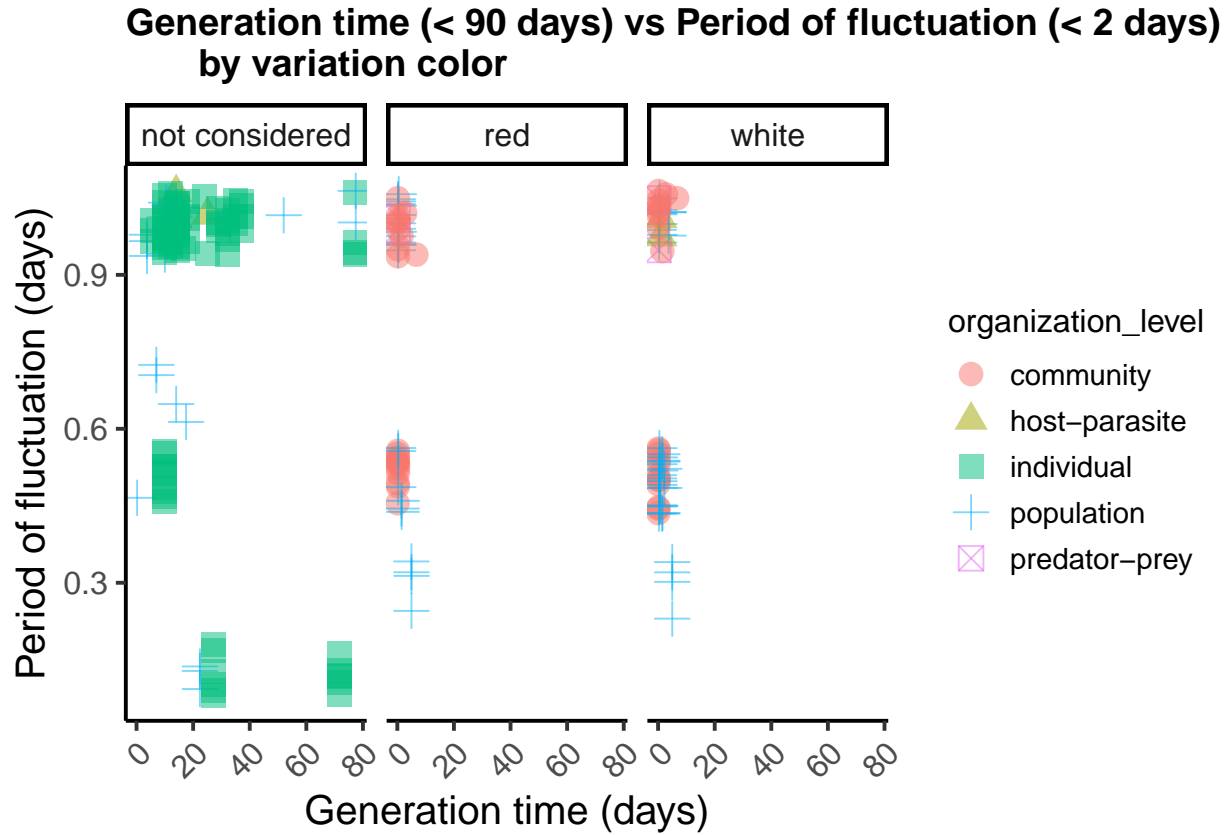 Generation time (< 90 days) vs Period of fluctuation (< 2 days)
by variation color
not considered
red
white
Period of fluctuation (days)
0.9
0.6
0.3
0 20 40 60 80
0 20 40 60 80
0 20 40 60 80
Generation time (days)
organization_level
community
host−parasite
individual
population
predator−prey